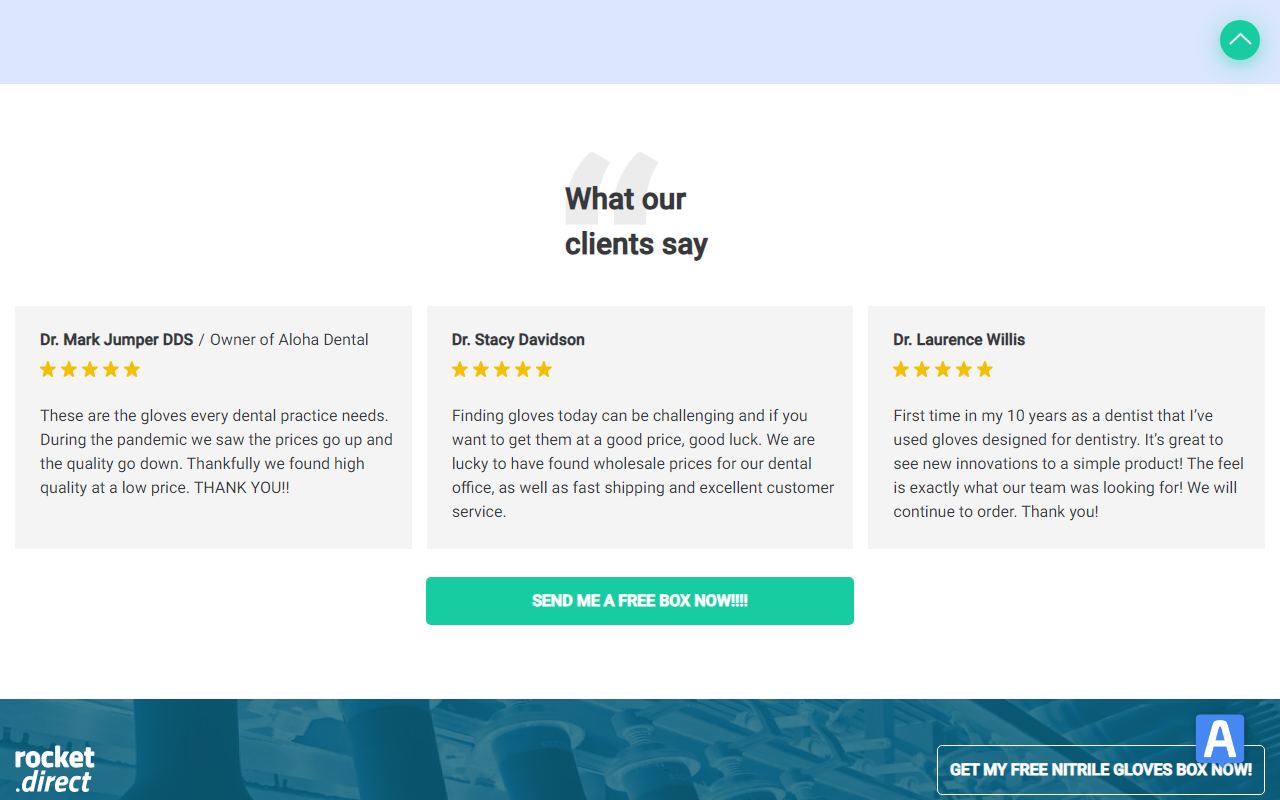 What our
clients say
Dr. Mark Jumper DDS / Owner of Aloha Dental
These are the gloves every dental practice needs.
During the pandemic we saw the prices go up and
the quality go down. Thankfully we found high
quality at a low price. THANK YOU!!
Dr. Stacy Davidson
Finding gloves today can be challenging and if you
want to get them at a good price, good luck. We are
lucky to have found wholesale prices for our dental
office, as well as fast shipping and excellent customer
service.
Dr. Laurence Willis
First time in my 10 years as a dentist that I’ve
used gloves designed for dentistry. It’s great to
see new innovations to a simple product! The feel
is exactly what our team was looking for! We will
continue to order. Thank you!
SEND ME A FREE BOX NOW!!!!
rocket
.direct
A
GET MY FREE NITRILE GLOVES BOX NOW!